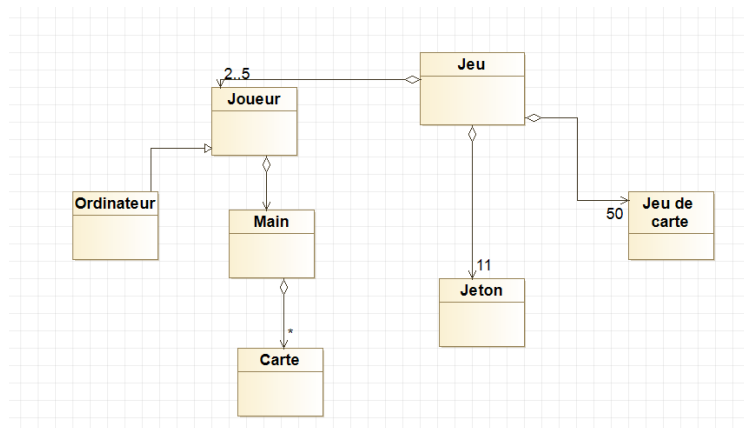 Jeu
2..5
Joueur
Ordinateur
Jeu de
carte
50
Main
11
Jeton
*
Carte